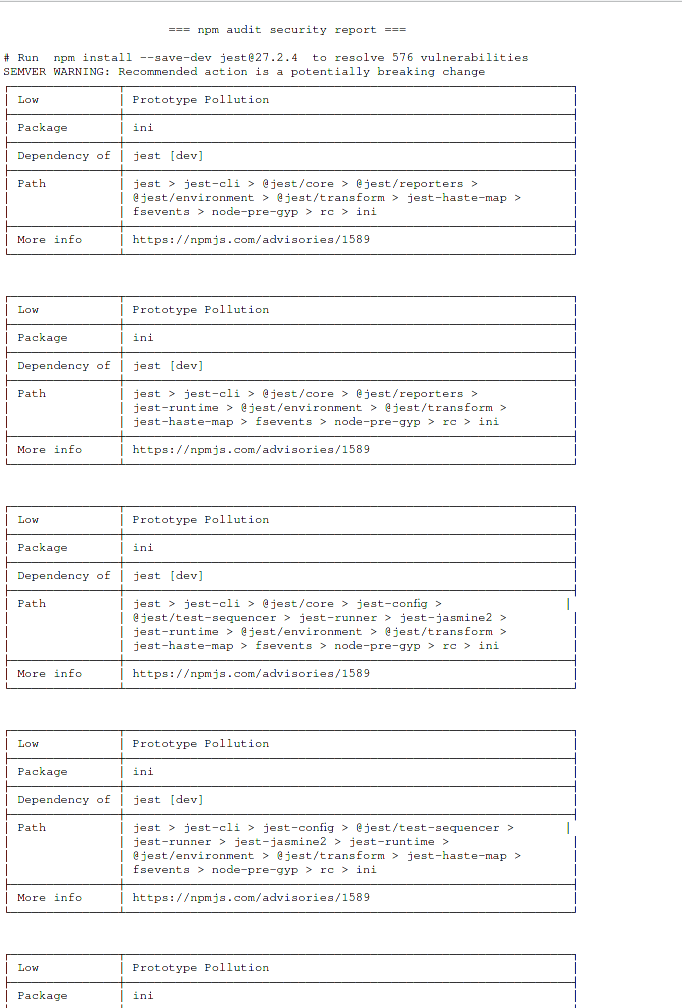 === npm audit security report ===
# Run  npm install --save-dev jest@27.2.4  to resolve 576 vulnerabilities
SEMVER WARNING: Recommended action is a potentially breaking change
Low Prototype Pollution
Package ini
Dependency of jest [dev]
Path jest > jest-cli > @jest/core > @jest/reporters >
@jest/environment > @jest/transform > jest-haste-map >
fsevents > node-pre-gyp > rc > ini
More info https://npmjs.com/advisories/1589
Low Prototype Pollution
Package ini
Dependency of jest [dev]
Path jest > jest-cli > @jest/core > @jest/reporters >
jest-runtime > @jest/environment > @jest/transform >
jest-haste-map > fsevents > node-pre-gyp > rc > ini
More info https://npmjs.com/advisories/1589
Low Prototype Pollution
Package ini
Dependency of jest [dev]
Path jest > jest-cli > @jest/core > jest-config >
@jest/test-sequencer > jest-runner > jest-jasmine2 >
jest-runtime > @jest/environment > @jest/transform >
jest-haste-map > fsevents > node-pre-gyp > rc > ini
More info https://npmjs.com/advisories/1589
Low Prototype Pollution
Package ini
Dependency of jest [dev]
Path jest > jest-cli > jest-config > @jest/test-sequencer >
jest-runner > jest-jasmine2 > jest-runtime >
@jest/environment > @jest/transform > jest-haste-map >
fsevents > node-pre-gyp > rc > ini
More info https://npmjs.com/advisories/1589
Low Prototype Pollution
Package ini